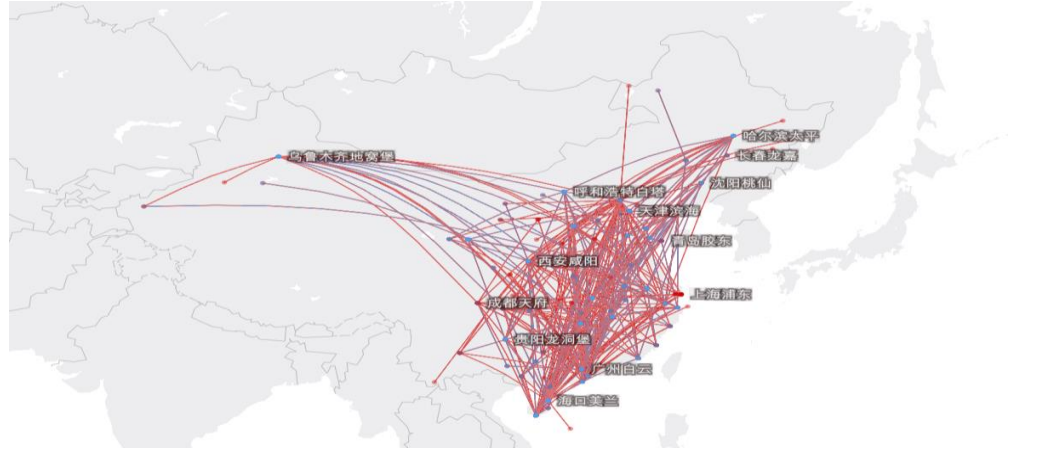 哈尔滨太平
长春龙嘉
乌鲁木齐地窝堡
沈阳桃仙
呼和浩特白塔
天津滨海
青岛胶东
西安咸阳
上海浦东
成都天府
贵阳龙洞堡
广州白云
海口美兰